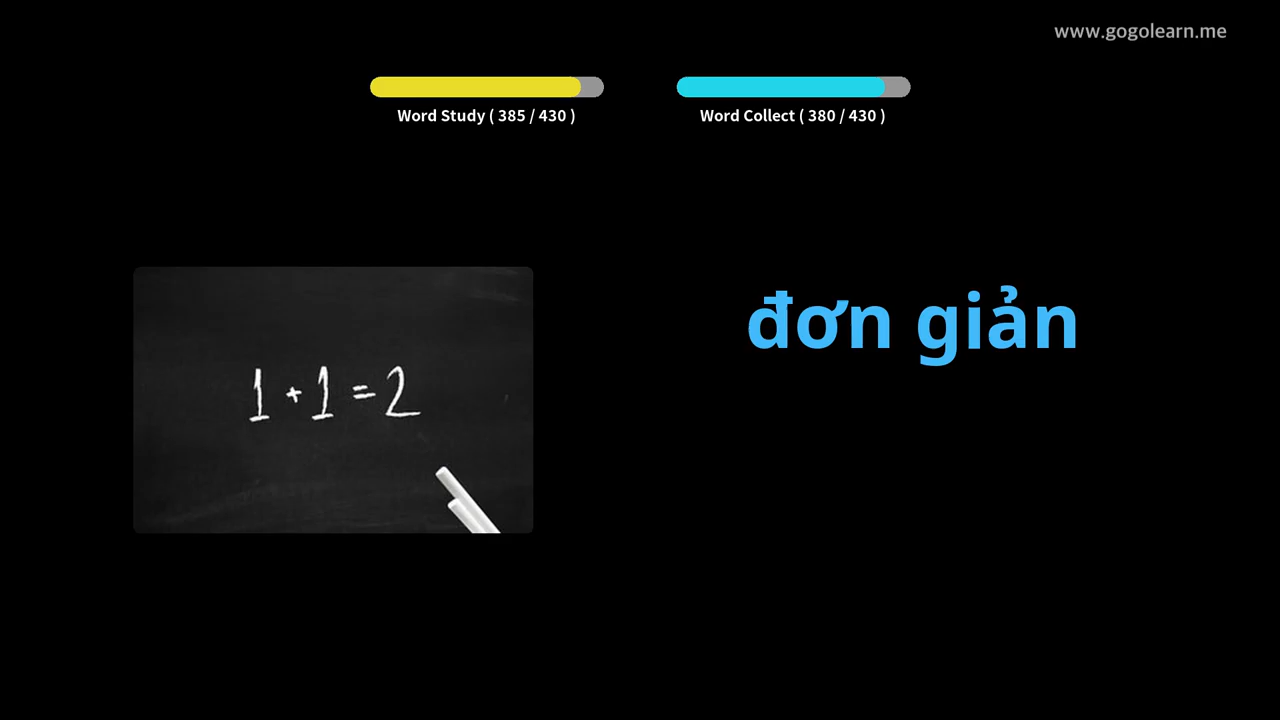 www.gogolearn.me
Word Study ( 385 / 430 )
Word Collect ( 380 / 430 )
đơn giản
1 + 1 = 2